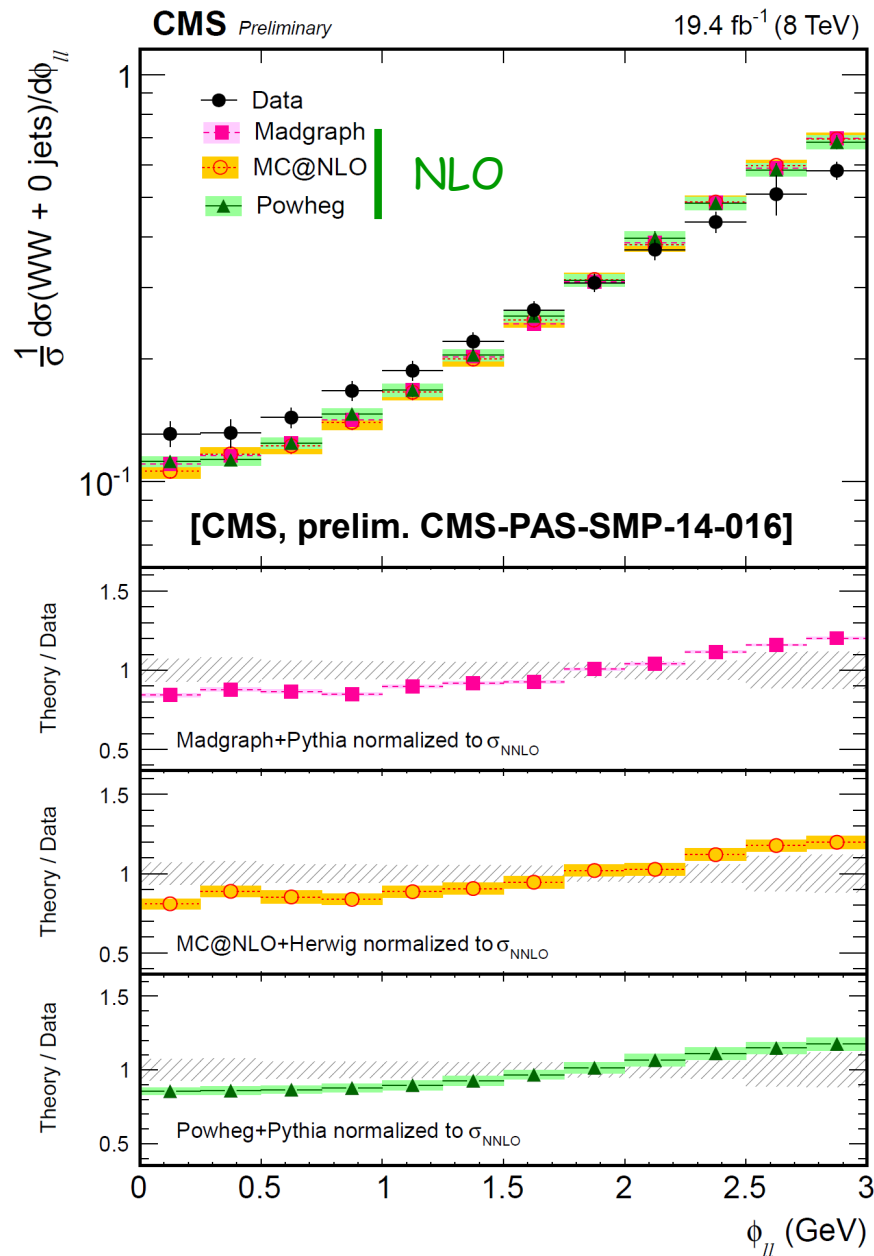 CMS Preliminary 19.4 fb⁻¹ (8 TeV)
1/σ dσ(WW + 0 jets)/dϕ_ll
1
10⁻¹
Data
Madgraph
MC@NLO
Powheg
NLO
[CMS, prelim. CMS-PAS-SMP-14-016]
Theory / Data
1.5
1
0.5
Madgraph+Pythia normalized to σ_NNLO
Theory / Data
1.5
1
0.5
MC@NLO+Herwig normalized to σ_NNLO
Theory / Data
1.5
1
0.5
Powheg+Pythia normalized to σ_NNLO
0 0.5 1 1.5 2 2.5 3
ϕ_ll (GeV)